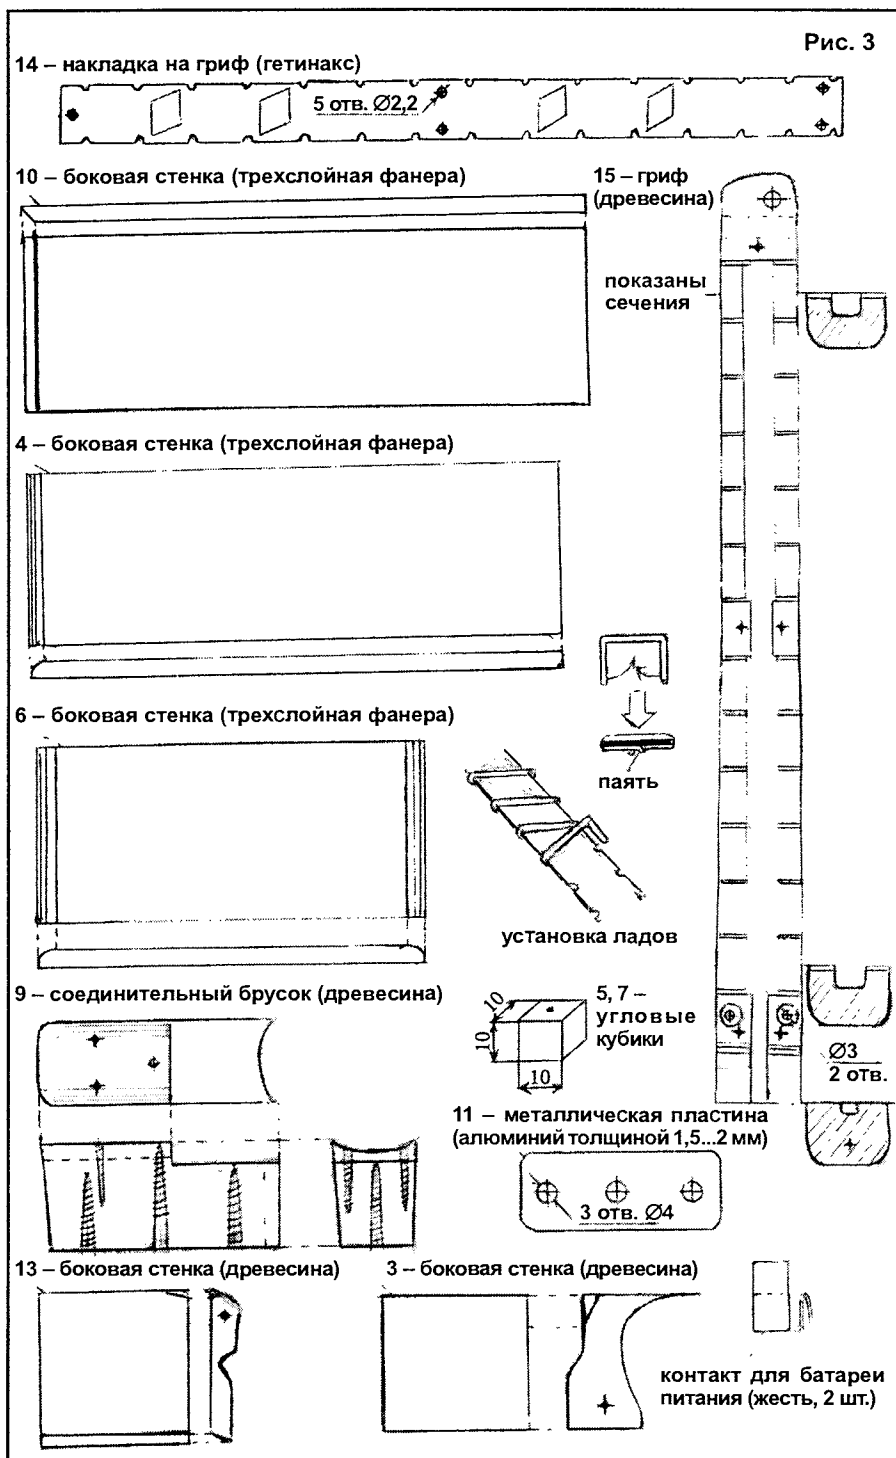 Рис. 3
14 – накладка на гриф (гетинакс)
5 отв. Ø2,2
10 – боковая стенка (трехслойная фанера)
15 – гриф
(древесина)
показаны
сечения
4 – боковая стенка (трехслойная фанера)
6 – боковая стенка (трехслойная фанера)
паять
установка ладов
9 – соединительный брусок (древесина)
5, 7 –
угловые
кубики
10
10
10
Ø3
2 отв.
11 – металлическая пластина
(алюминий толщиной 1,5...2 мм)
3 отв. Ø4
13 – боковая стенка (древесина)
3 – боковая стенка (древесина)
контакт для батареи
питания (жесть, 2 шт.)